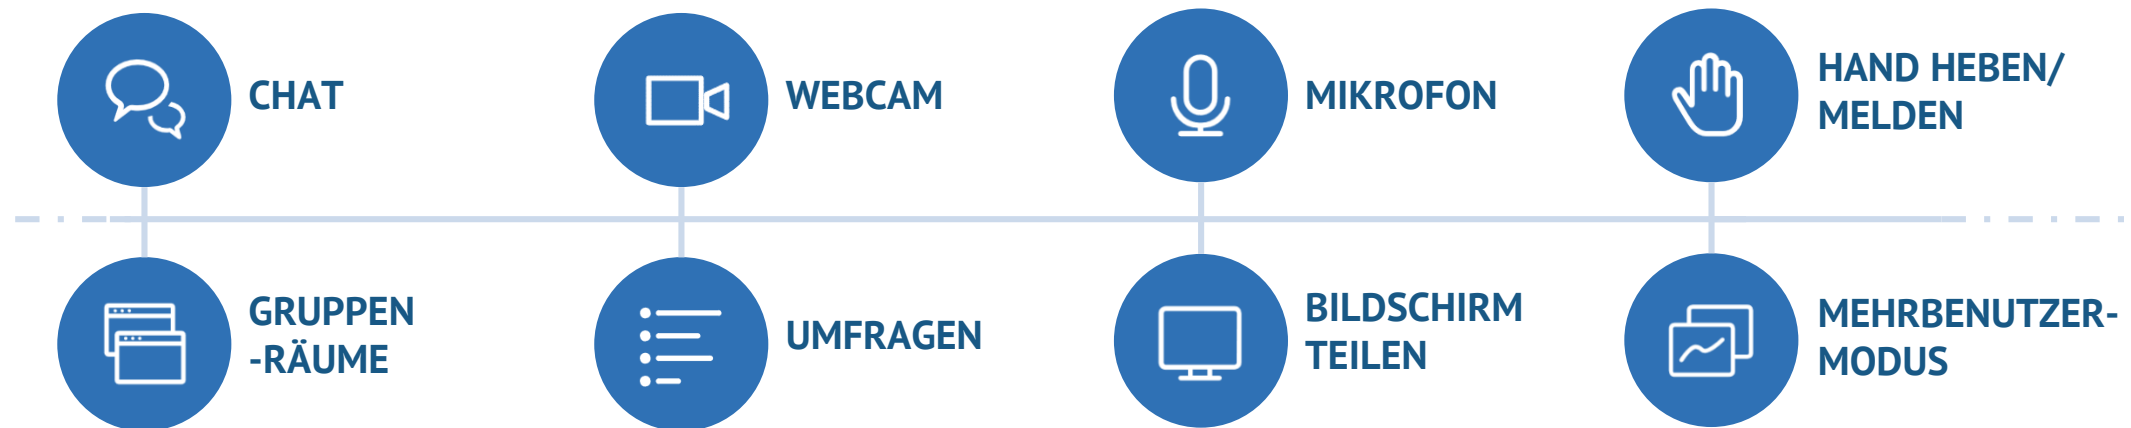 CHAT
WEBCAM
MIKROFON
HAND HEBEN/
MELDEN
GRUPPEN
-RÄUME
UMFRAGEN
BILDSCHIRM
TEILEN
MEHRBENUTZER-
MODUS